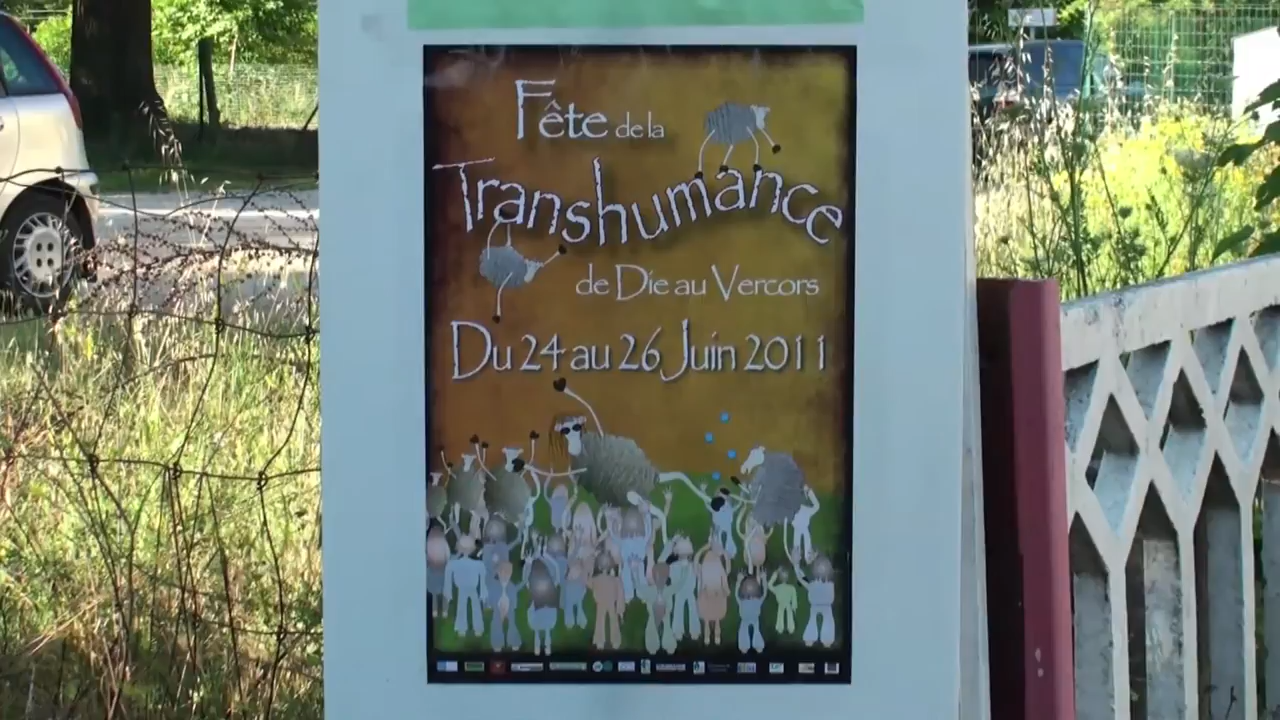 Fête de la
Transhumance
de Die au Vercors
Du 24 au 26 Juin 2011